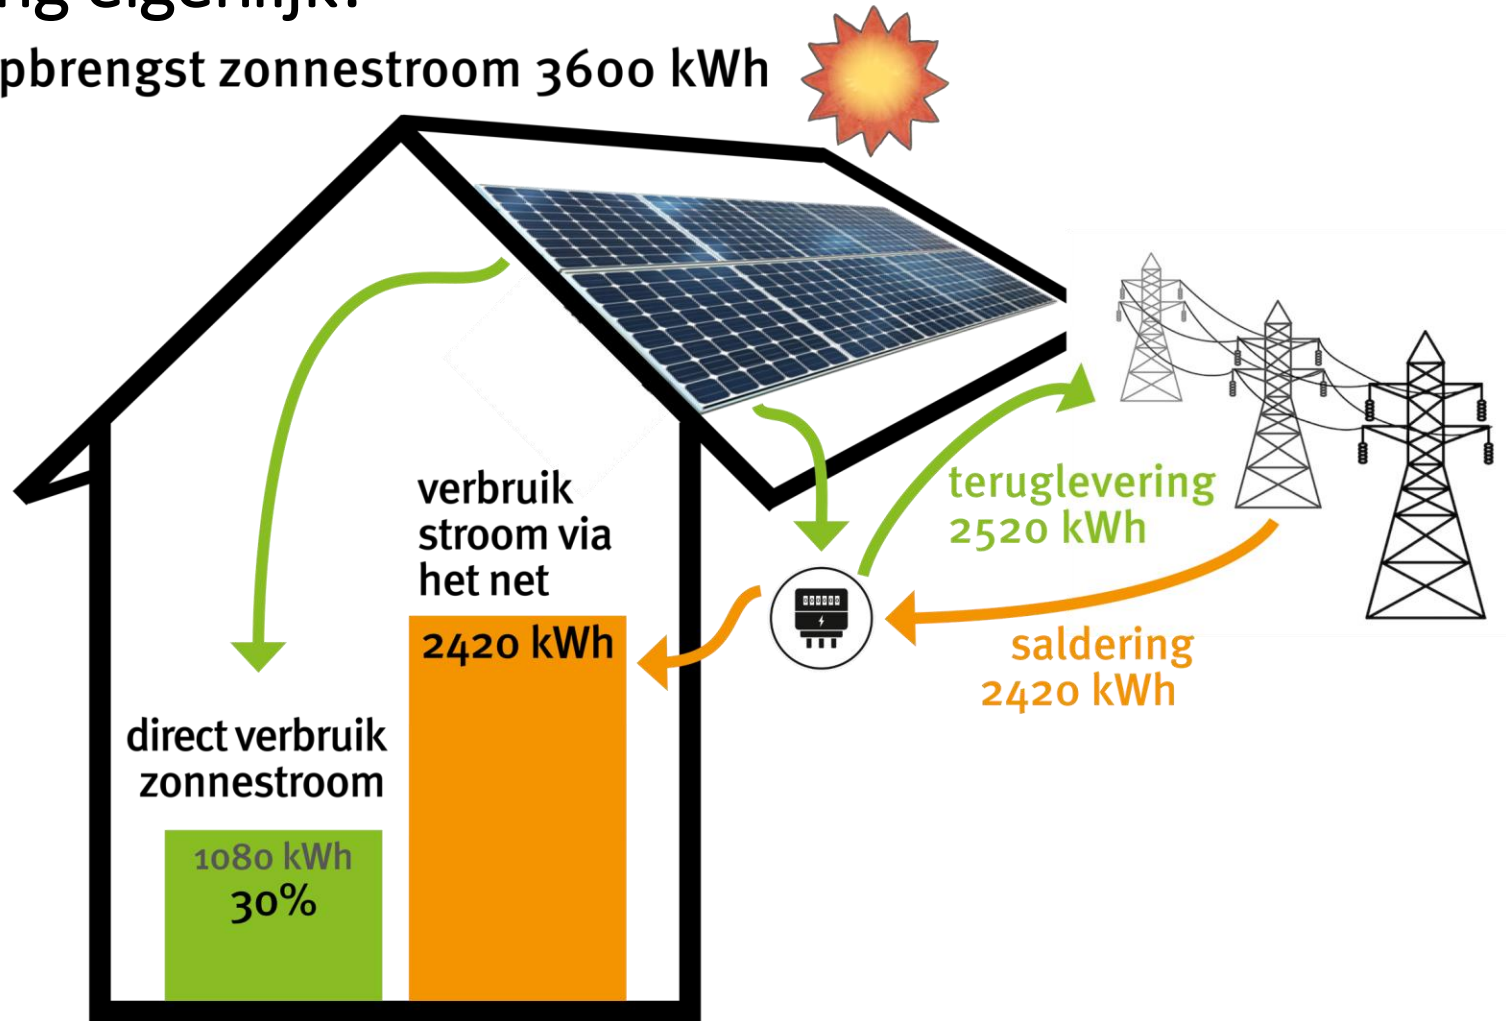 eigenlijk?
pbrengst zonnestroom 3600 kWh
verbruik
stroom via
het net
2420 kWh
teruglevering
2520 kWh
saldering
2420 kWh
direct verbruik
zonnestroom
1080 kWh
30%